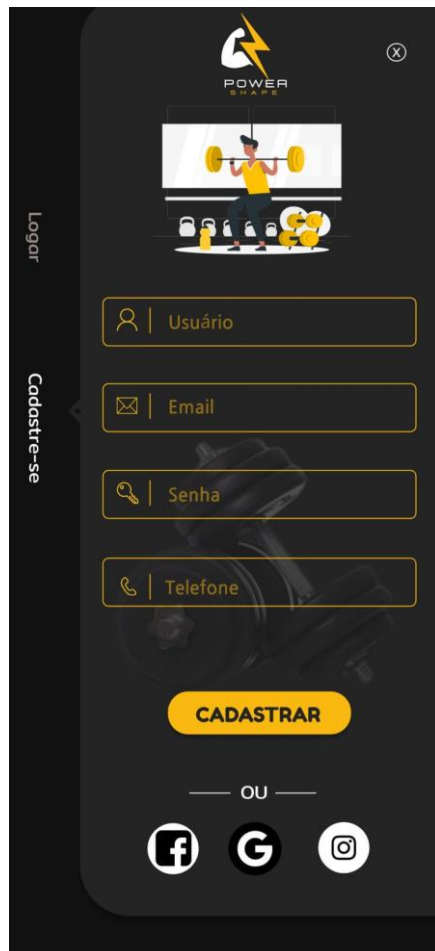 POWER
SHAPE
Logar
Cadastre-se
Usuário
Email
Senha
Telefone
CADASTRAR
OU